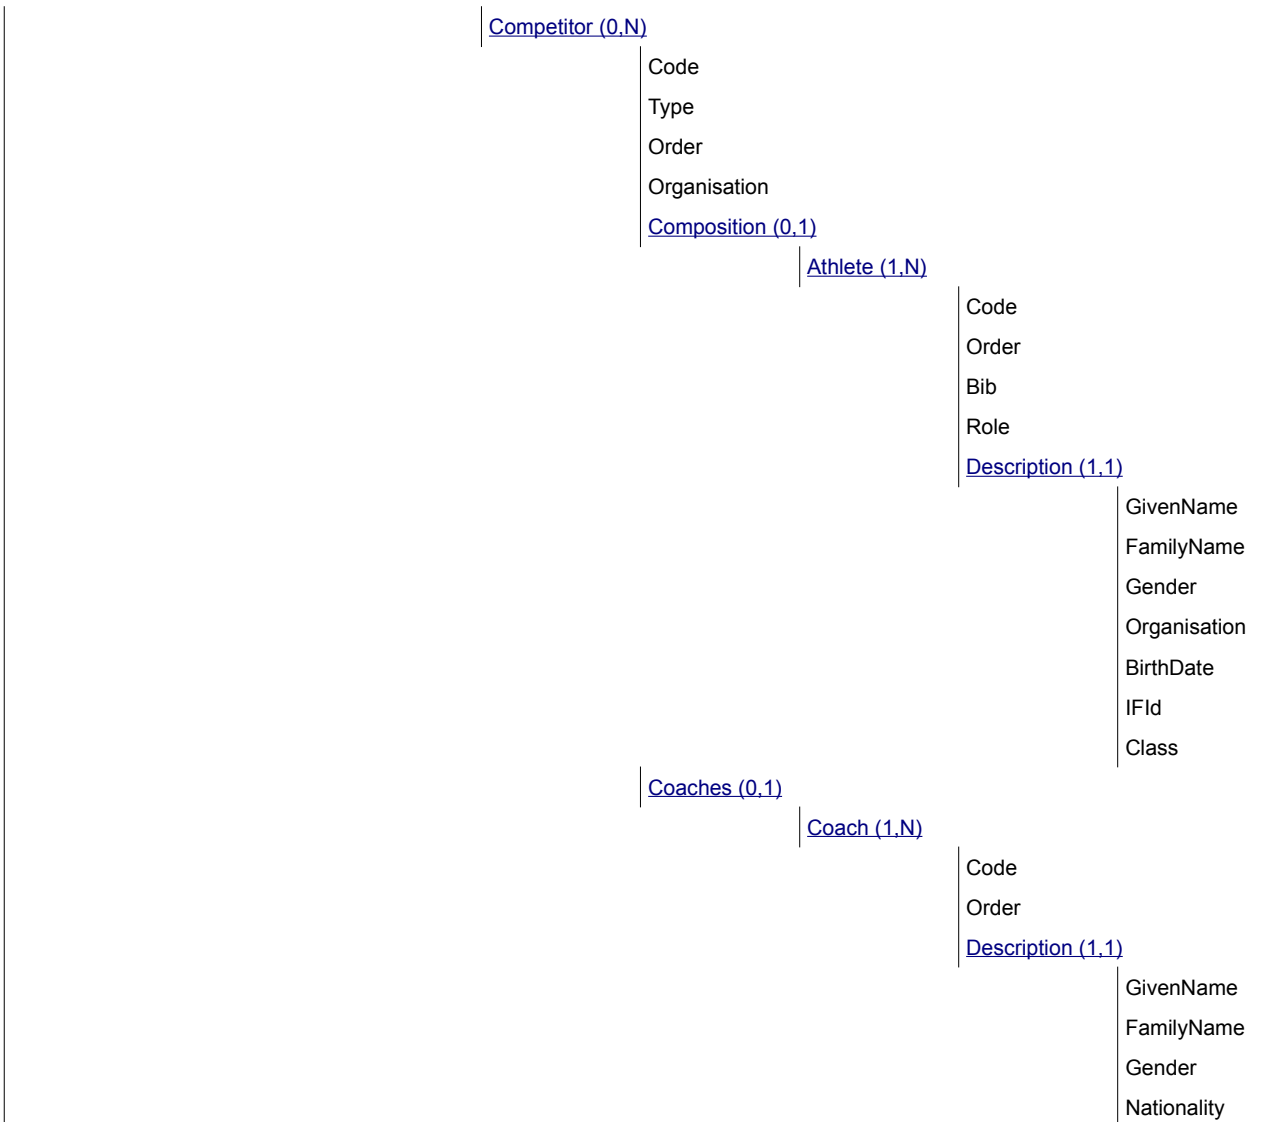 Competitor (0,N)
Code
Type
Order
Organisation
Composition (0,1)
Athlete (1,N)
Code
Order
Bib
Role
Description (1,1)
GivenName
FamilyName
Gender
Organisation
BirthDate
IFId
Class
Coaches (0,1)
Coach (1,N)
Code
Order
Description (1,1)
GivenName
FamilyName
Gender
Nationality